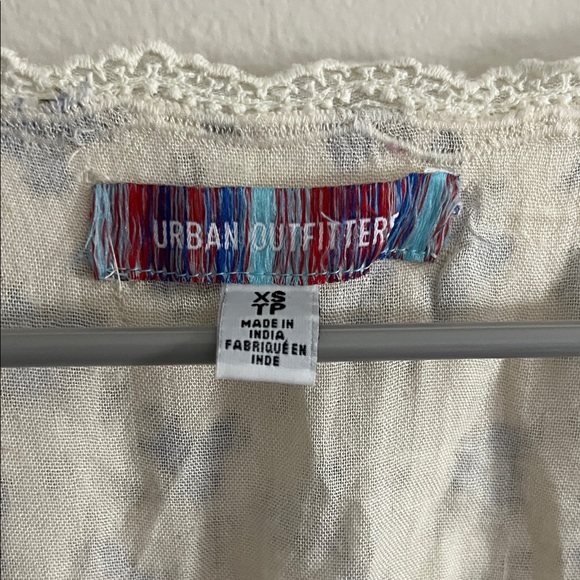 URBAN OUTFITTERS
XS
TP
MADE IN
INDIA
FABRIQUÉ EN
INDE